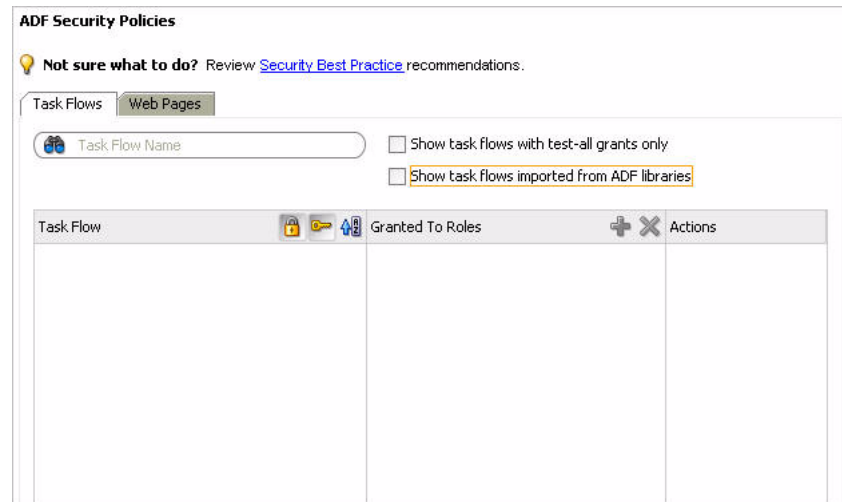 ADF Security Policies
Not sure what to do? Review Security Best Practice recommendations.
Task Flows Web Pages
Task Flow Name
Show task flows with test-all grants only
Show task flows imported from ADF libraries
Task Flow Granted To Roles Actions